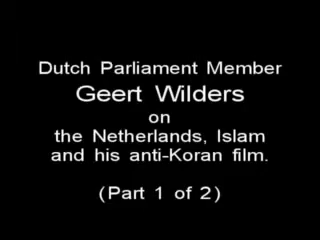 Dutch Parliament Member
Geert Wilders
on
the Netherlands, Islam
and his anti-Koran film.
(Part 1 of 2)